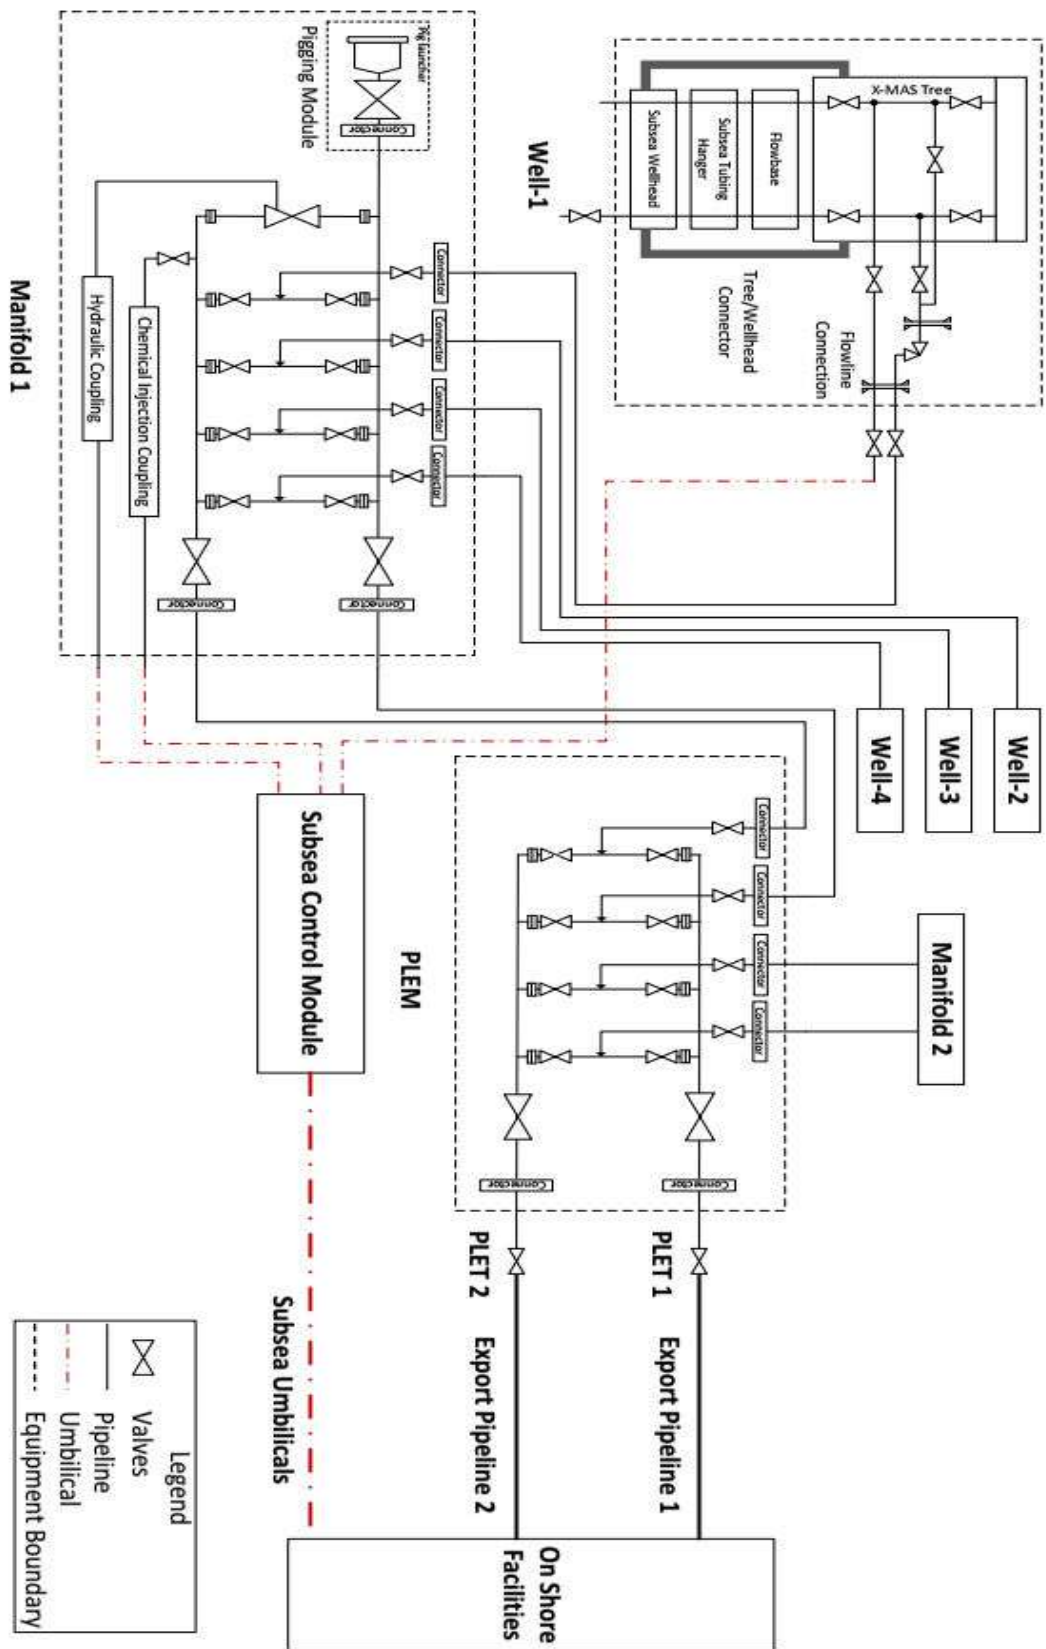 X-MAS Tree
Flowbase
Subsea Tubing
Hanger
Subsea Wellhead
Well-1
Tree/Wellhead
Connector
Flowline
Connection
Pig launcher
Connector
Pigging Module
Connector
Connector
Connector
Connector
Connector
Connector
Chemical Injection Coupling
Hydraulic Coupling
Manifold 1
Well-2
Well-3
Well-4
Manifold 2
Connector
Connector
Connector
Connector
Connector
Connector
PLEM
Subsea Control Module
PLET 1
PLET 2
Export Pipeline 1
Export Pipeline 2
Subsea Umbilicals
On Shore
Facilities
Legend
Valves
Pipeline
Umbilical
Equipment Boundary